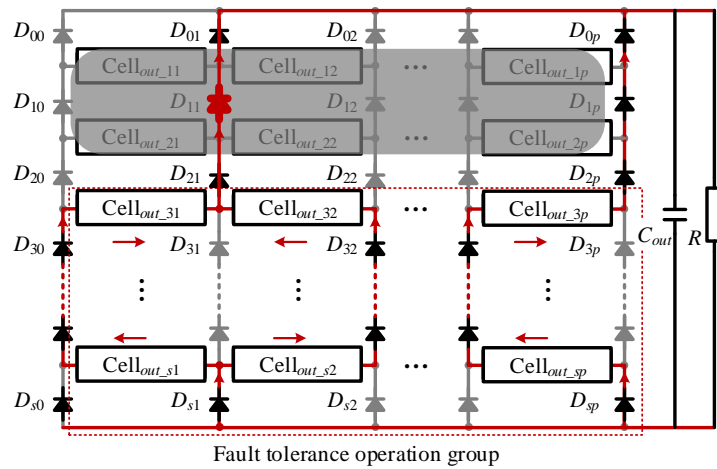 D00 D01 D02 D0p
Cellout_11 Cellout_12 ... Cellout_1p
D10 D11 D12 D1p
Cellout_21 Cellout_22 ... Cellout_2p
D20 D21 D22 D2p
Cellout_31 Cellout_32 ... Cellout_3p
D30 D31 D32 D3p Cout R
Cellout_s1 Cellout_s2 ... Cellout_sp
Ds0 Ds1 Ds2 Dsp
Fault tolerance operation group